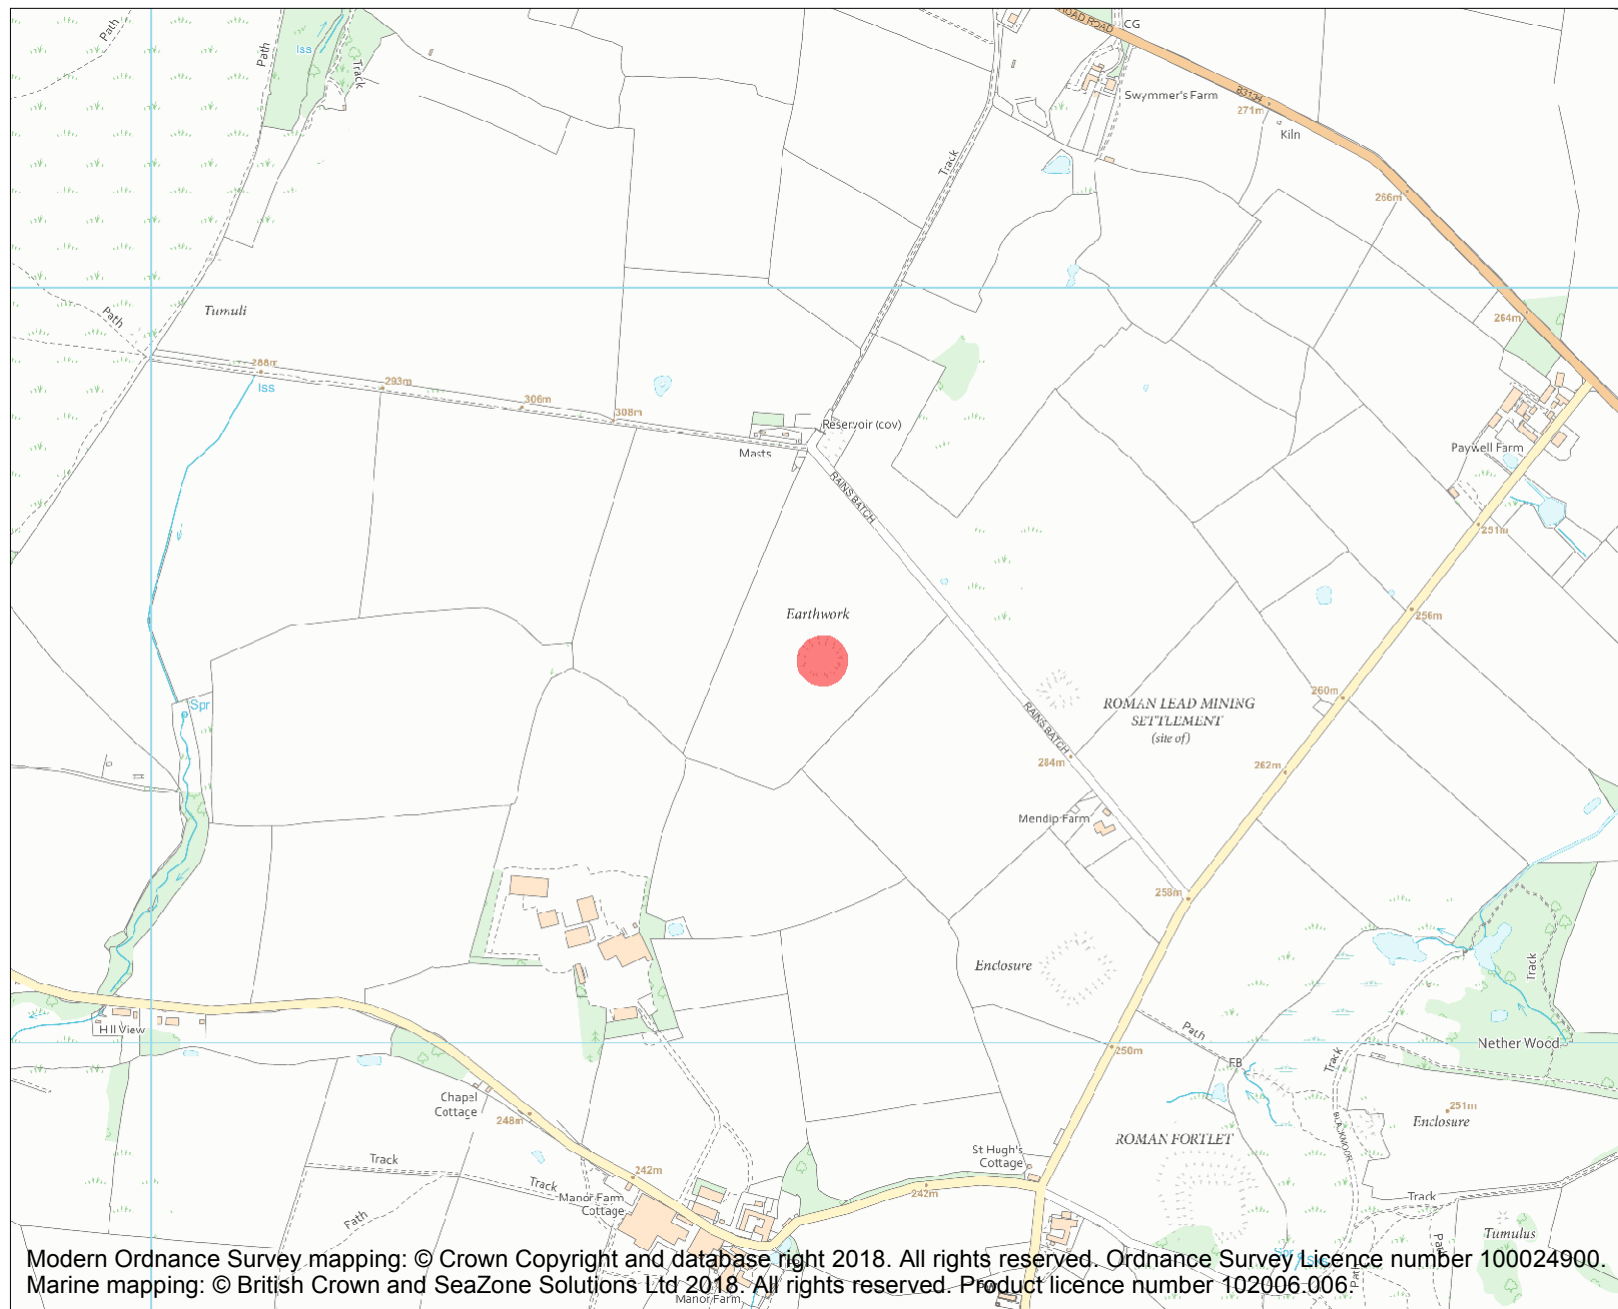 Path
Iss
Path
Track
ROAD ROAD
CG
Swymmer's Farm
B3134
271m
Kiln
Track
266m
Path
Tumuli
264m
288m
Iss
293m
306m
308m
Reservoir (cov)
Masts
RAINS BATCH
Paywell Farm
251m
Earthwork
256m
Spr
RAINS BATCH
260m
ROMAN LEAD MINING
SETTLEMENT
(site of)
284m
262m
Mendip Farm
258m
Enclosure
Track
Hill View
Path
250m
FB
Track
Nether Wood
Chapel
Cottage
248m
251m
Enclosure
ROMAN FORTLET
St Hugh's
Cottage
Track
242m
Track
Manor Farm
Cottage
242m
Path
Track
Path
Tumulus
Spr
Modern Ordnance Survey mapping: © Crown Copyright and database right 2018. All rights reserved. Ordnance Survey Licence number 100024900.
Marine mapping: © British Crown and SeaZone Solutions Ltd 2018. All rights reserved. Product licence number 102006.006.
Manor Farm